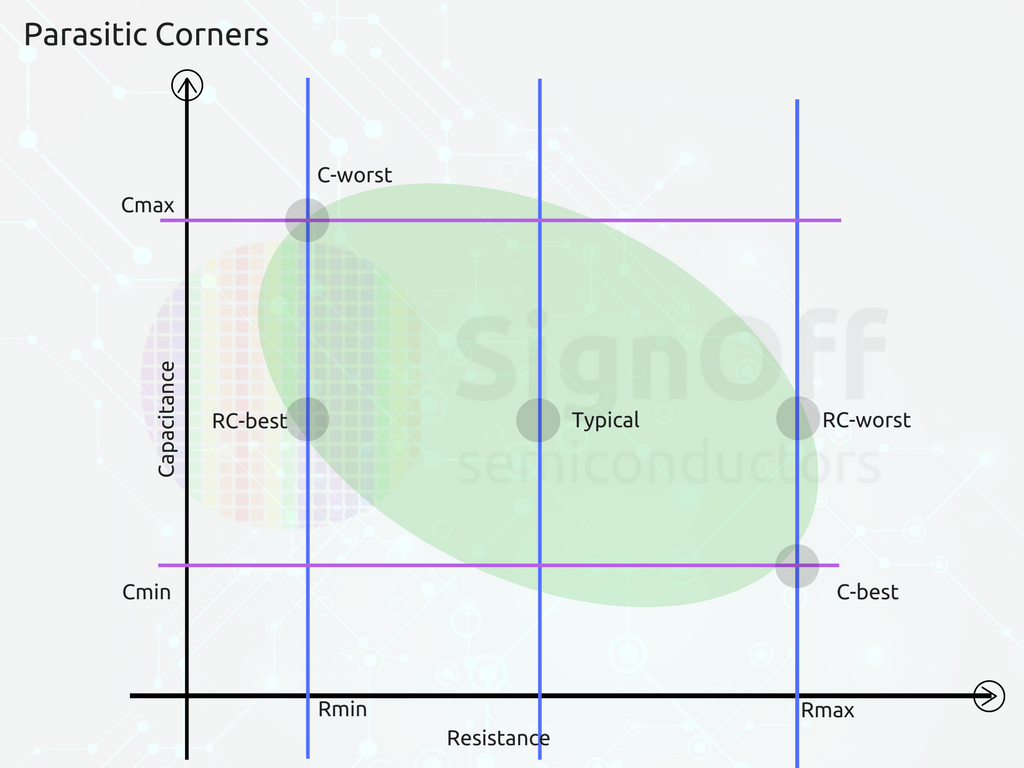 Parasitic Corners
C-worst
Cmax
SignOff
Capacitance
RC-best
Typical
RC-worst
semiconductors
Cmin
C-best
Rmin
Rmax
Resistance